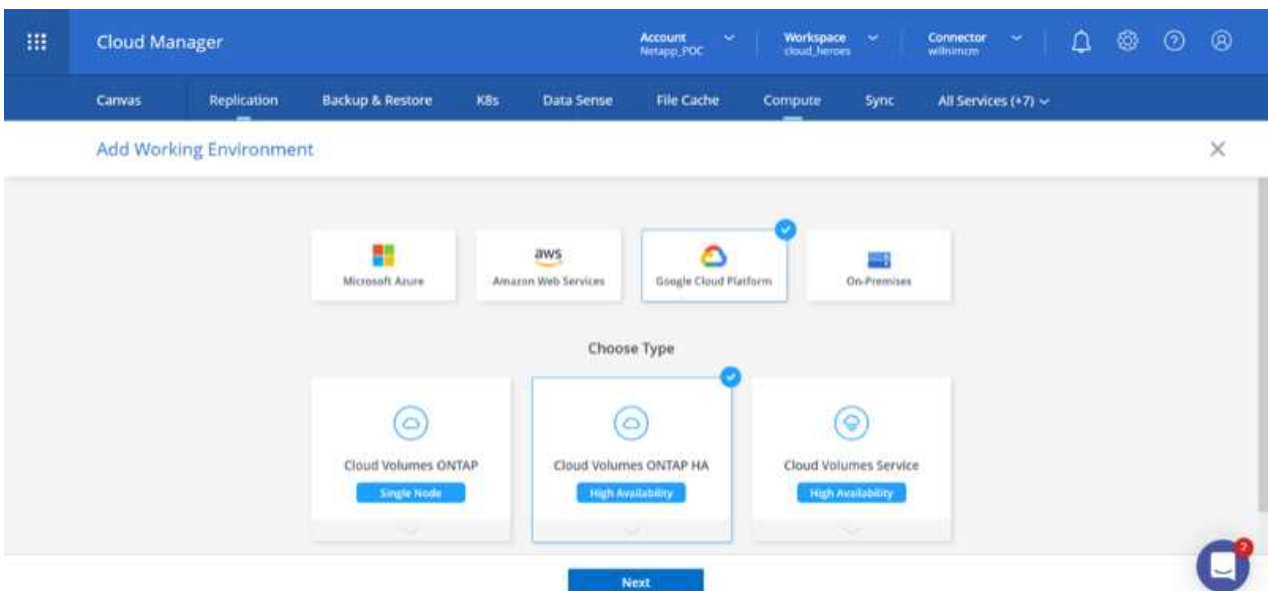 Cloud Manager
Account
Netapp_POC
Workspace
cloud_heroes
Connector
willnimcm
Canvas Replication Backup & Restore K8s Data Sense File Cache Compute Sync All Services (+7)
Add Working Environment
Microsoft Azure
aws
Amazon Web Services
Google Cloud Platform
On-Premises
Choose Type
Cloud Volumes ONTAP
Single Node
Cloud Volumes ONTAP HA
High Availability
Cloud Volumes Service
High Availability
Next